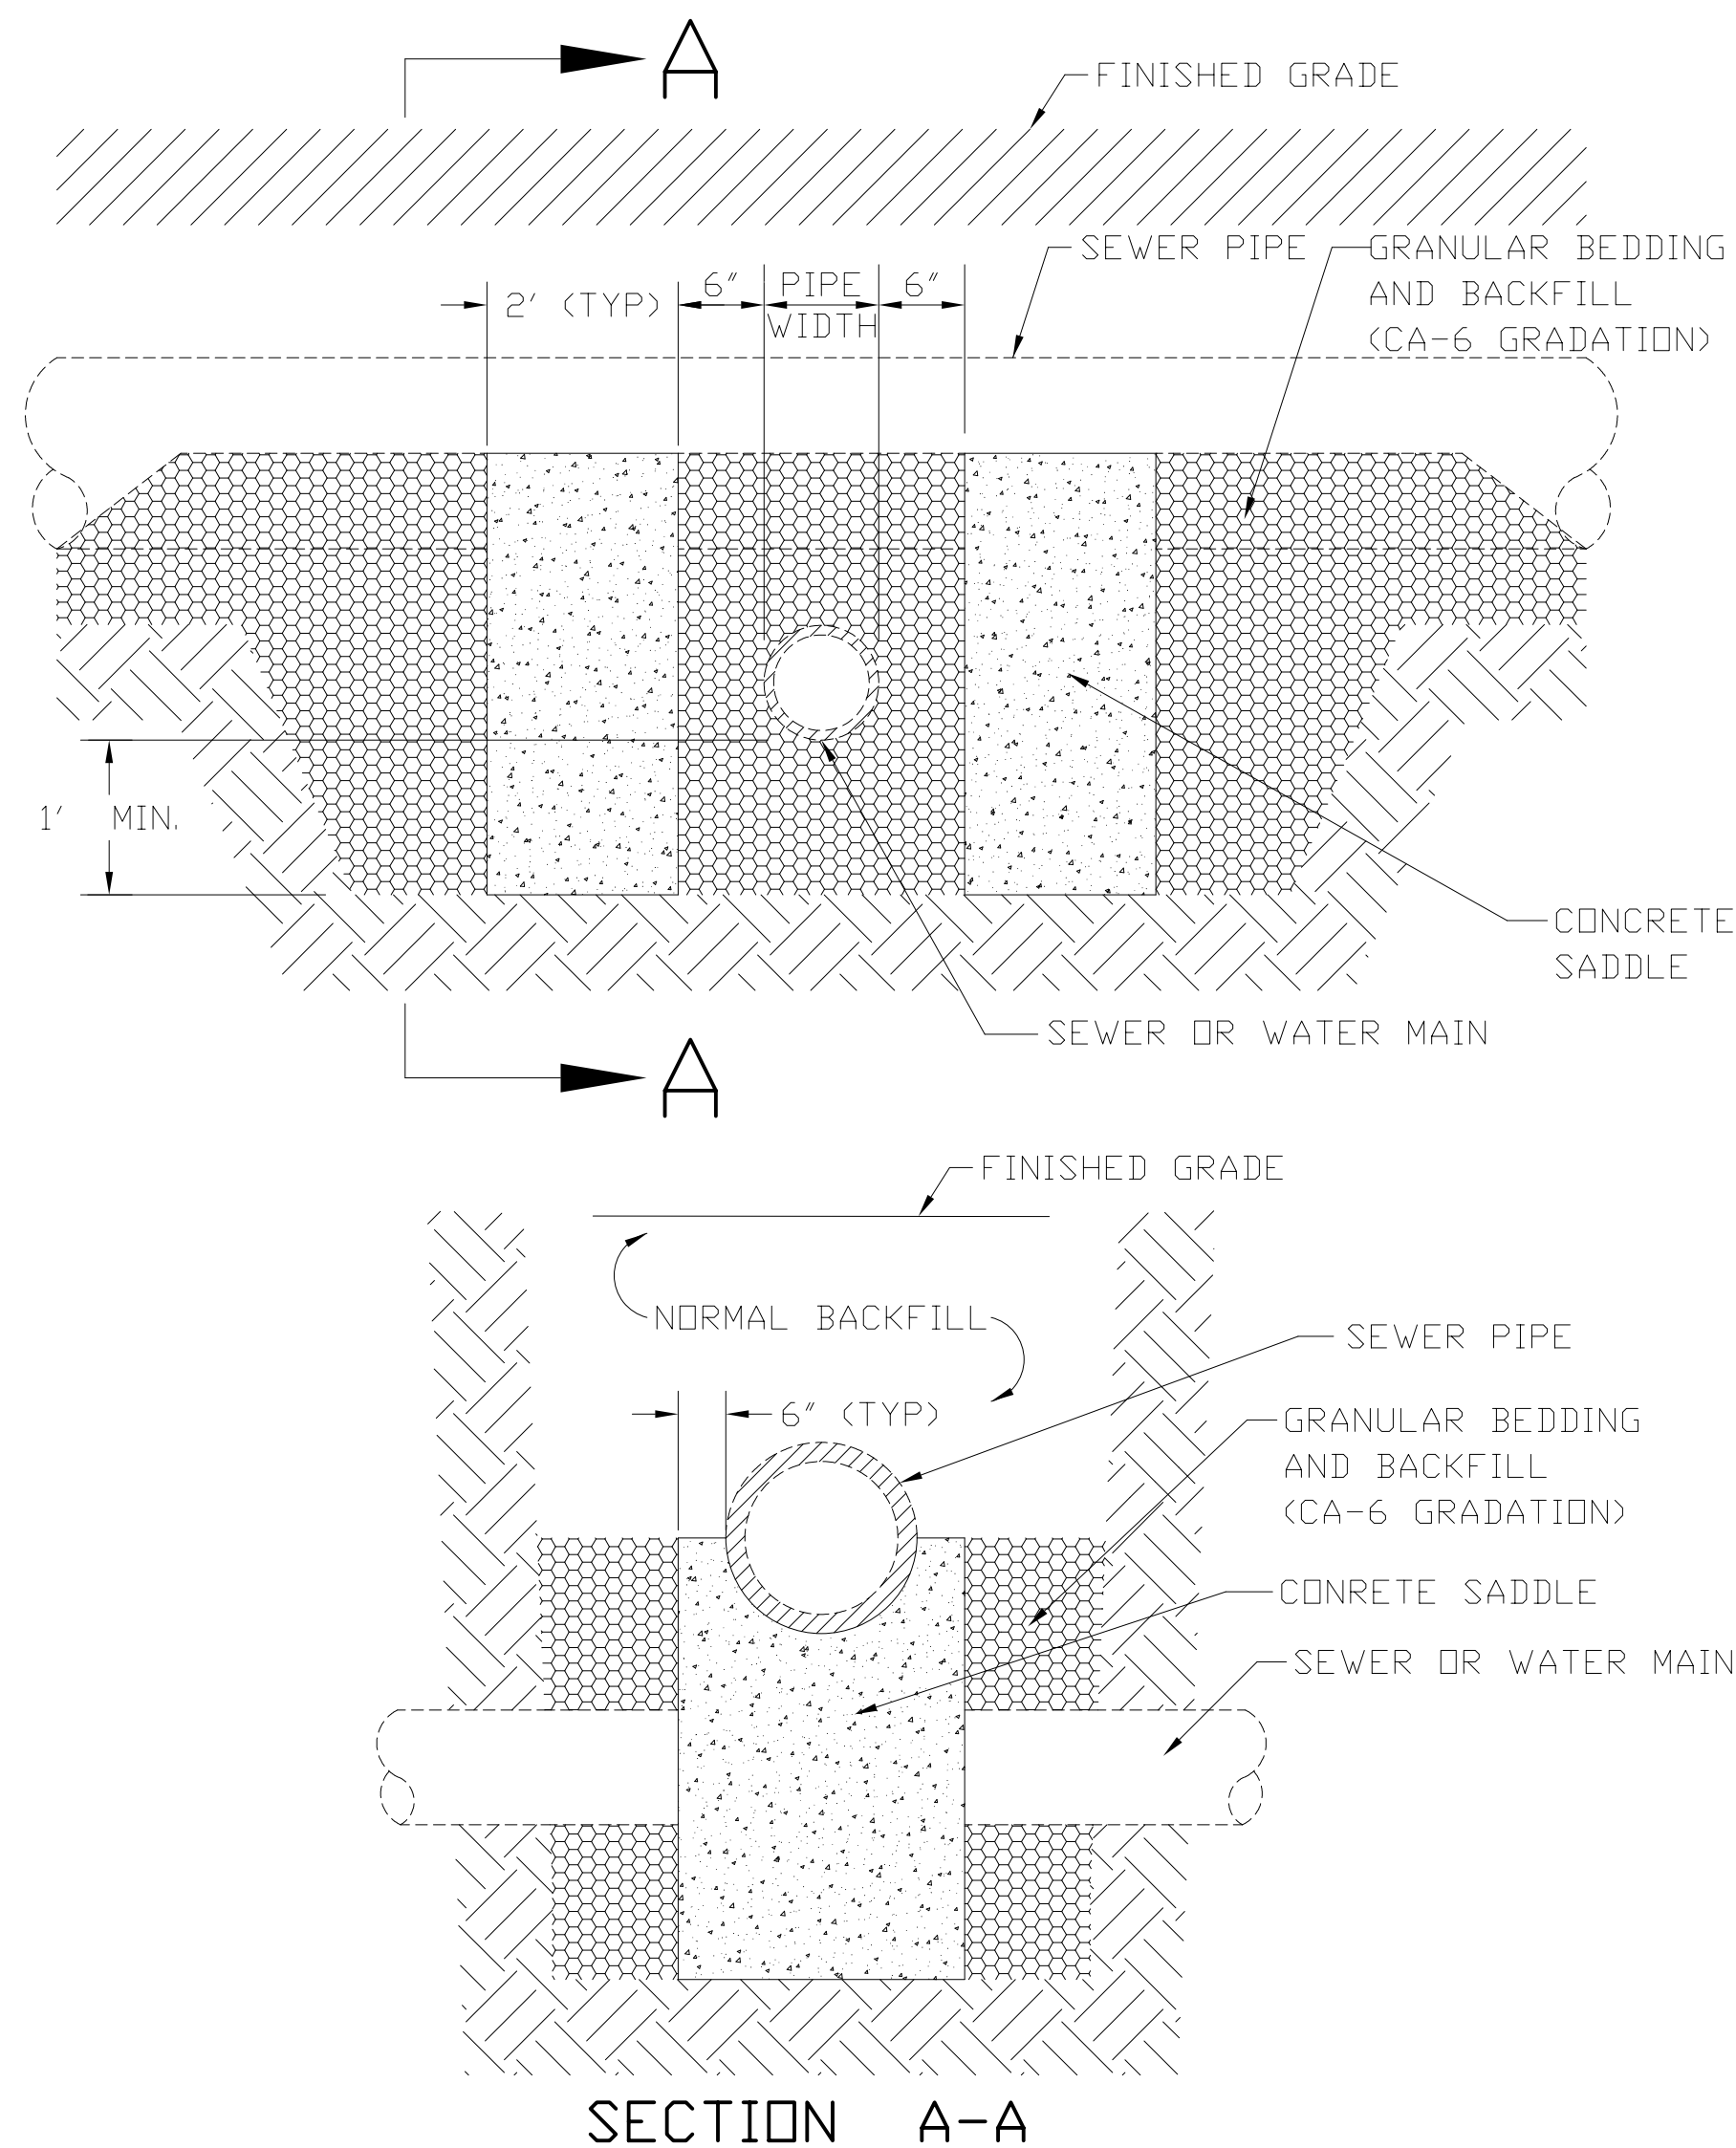 A
FINISHED GRADE
SEWER PIPE
GRANULAR BEDDING
AND BACKFILL
(CA-6 GRADATION)
2' (TYP)
6"
PIPE
WIDTH
6"
1' MIN.
CONCRETE
SADDLE
SEWER OR WATER MAIN
A
FINISHED GRADE
NORMAL BACKFILL
SEWER PIPE
6" (TYP)
GRANULAR BEDDING
AND BACKFILL
(CA-6 GRADATION)
CONRETE SADDLE
SEWER OR WATER MAIN
SECTION A-A